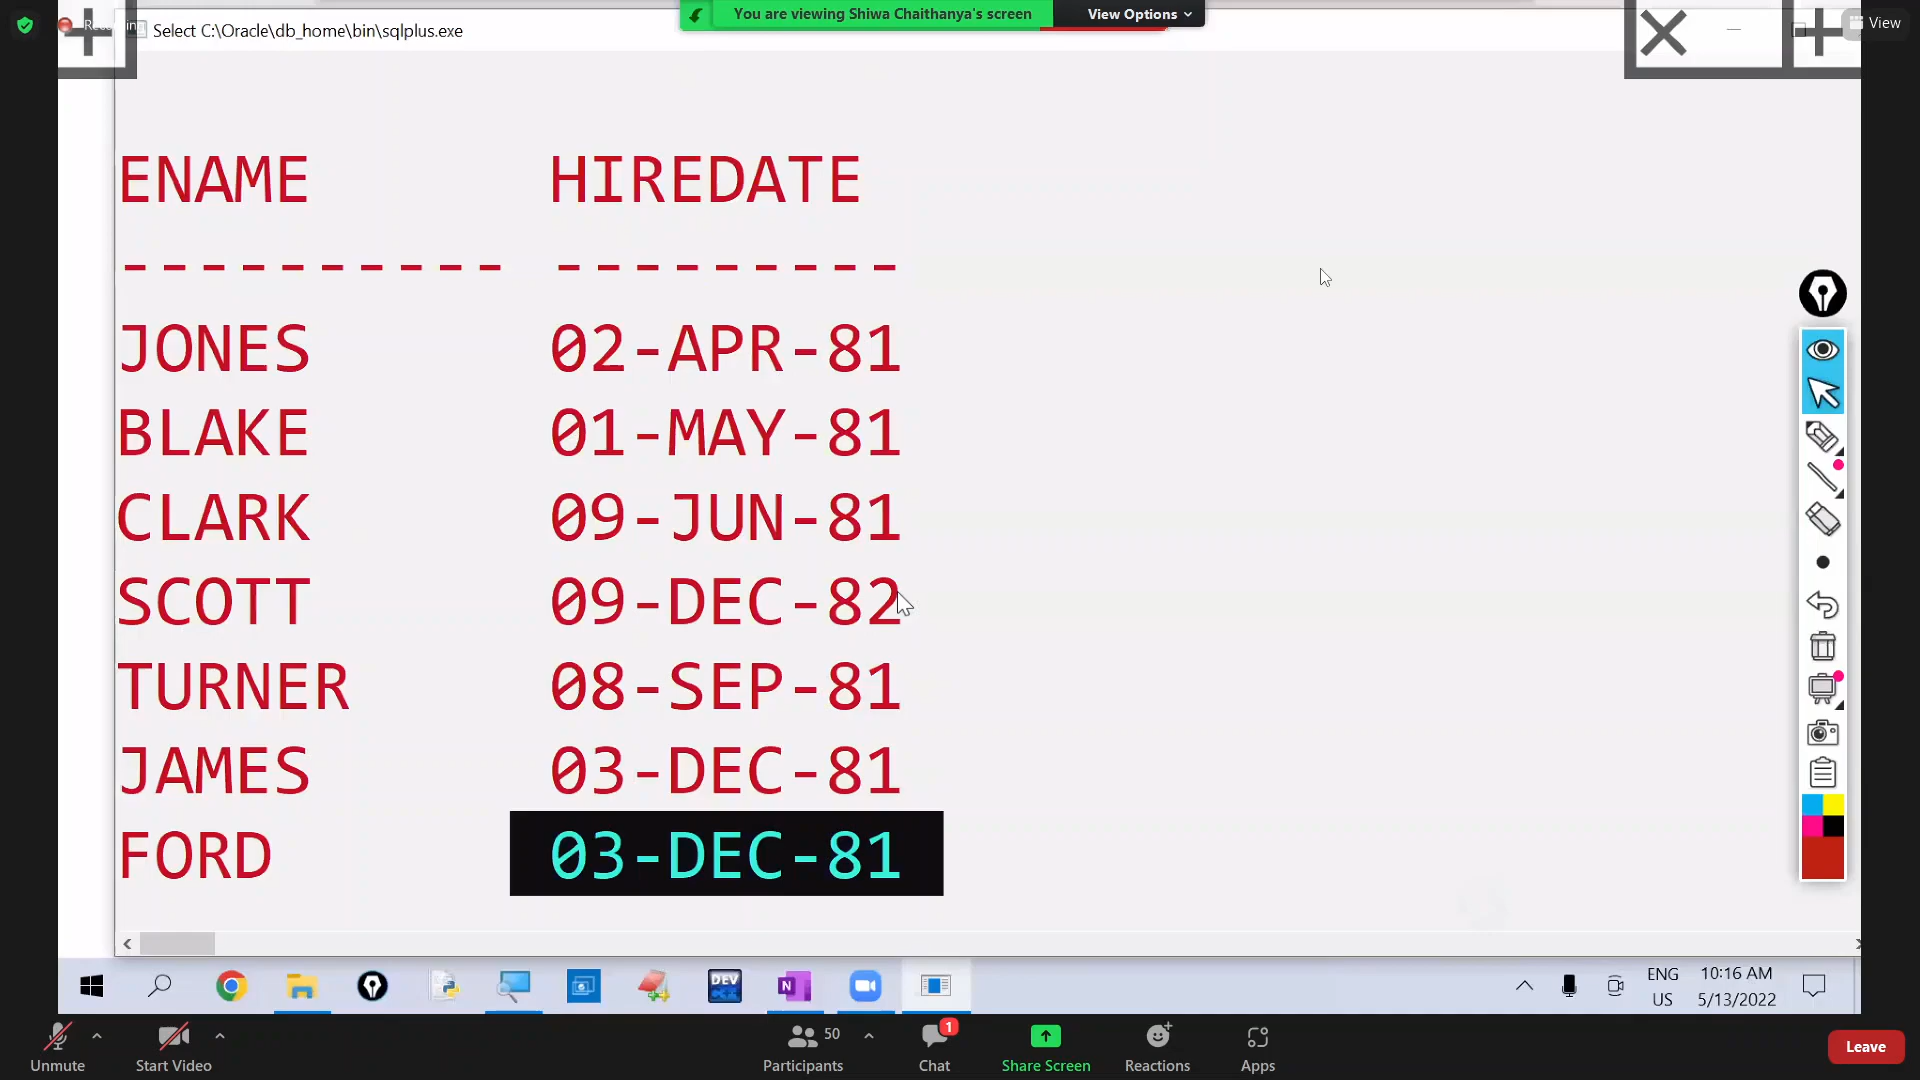 You are viewing Shiwa Chaithanya's screen
View Options
View
Select C:\Oracle\db_home\bin\sqlplus.exe
ENAME HIREDATE
---------- ---------
JONES 02-APR-81
BLAKE 01-MAY-81
CLARK 09-JUN-81
SCOTT 09-DEC-82
TURNER 08-SEP-81
JAMES 03-DEC-81
FORD 03-DEC-81
DEV
N
ENG
US
10:16 AM
5/13/2022
50
1
Unmute
Start Video
Participants
Chat
Share Screen
Reactions
Apps
Leave